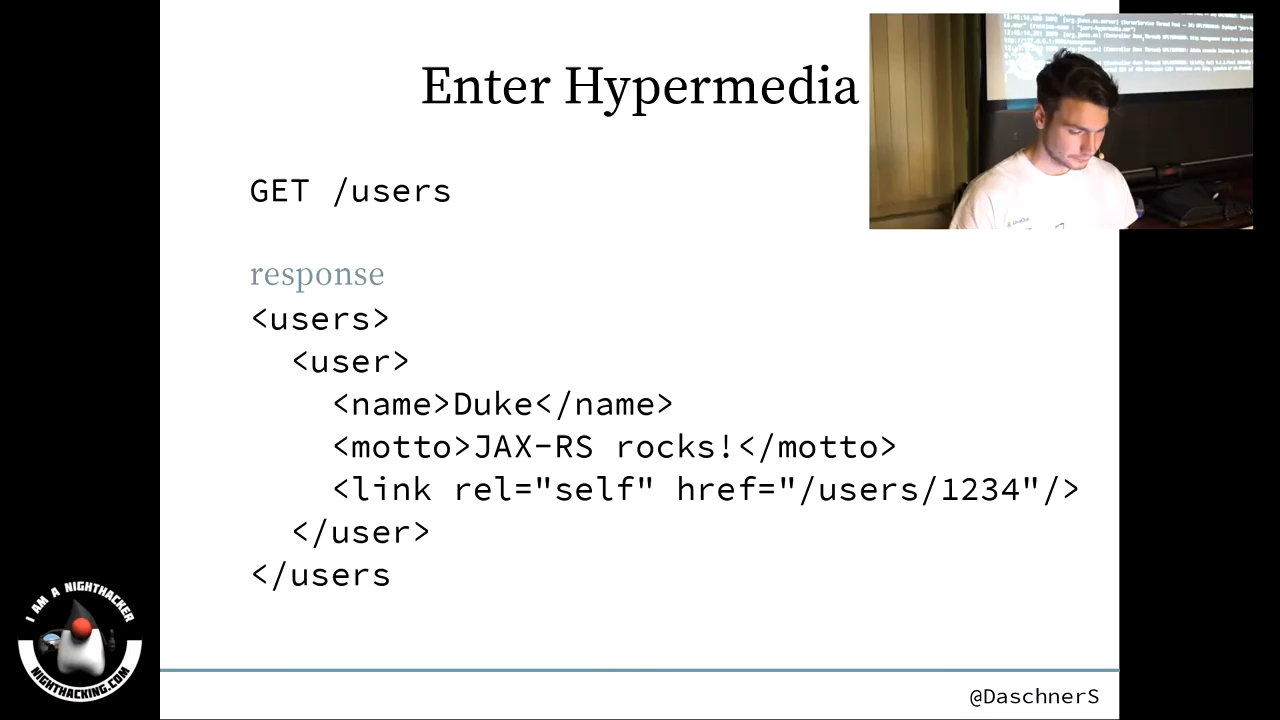 Enter Hypermedia
GET /users
response
<users>
  <user>
    <name>Duke</name>
    <motto>JAX-RS rocks!</motto>
    <link rel="self" href="/users/1234"/>
  </user>
</users
I AM A NIGHTHACKER
NIGHTHACKING.COM
@DaschnerS